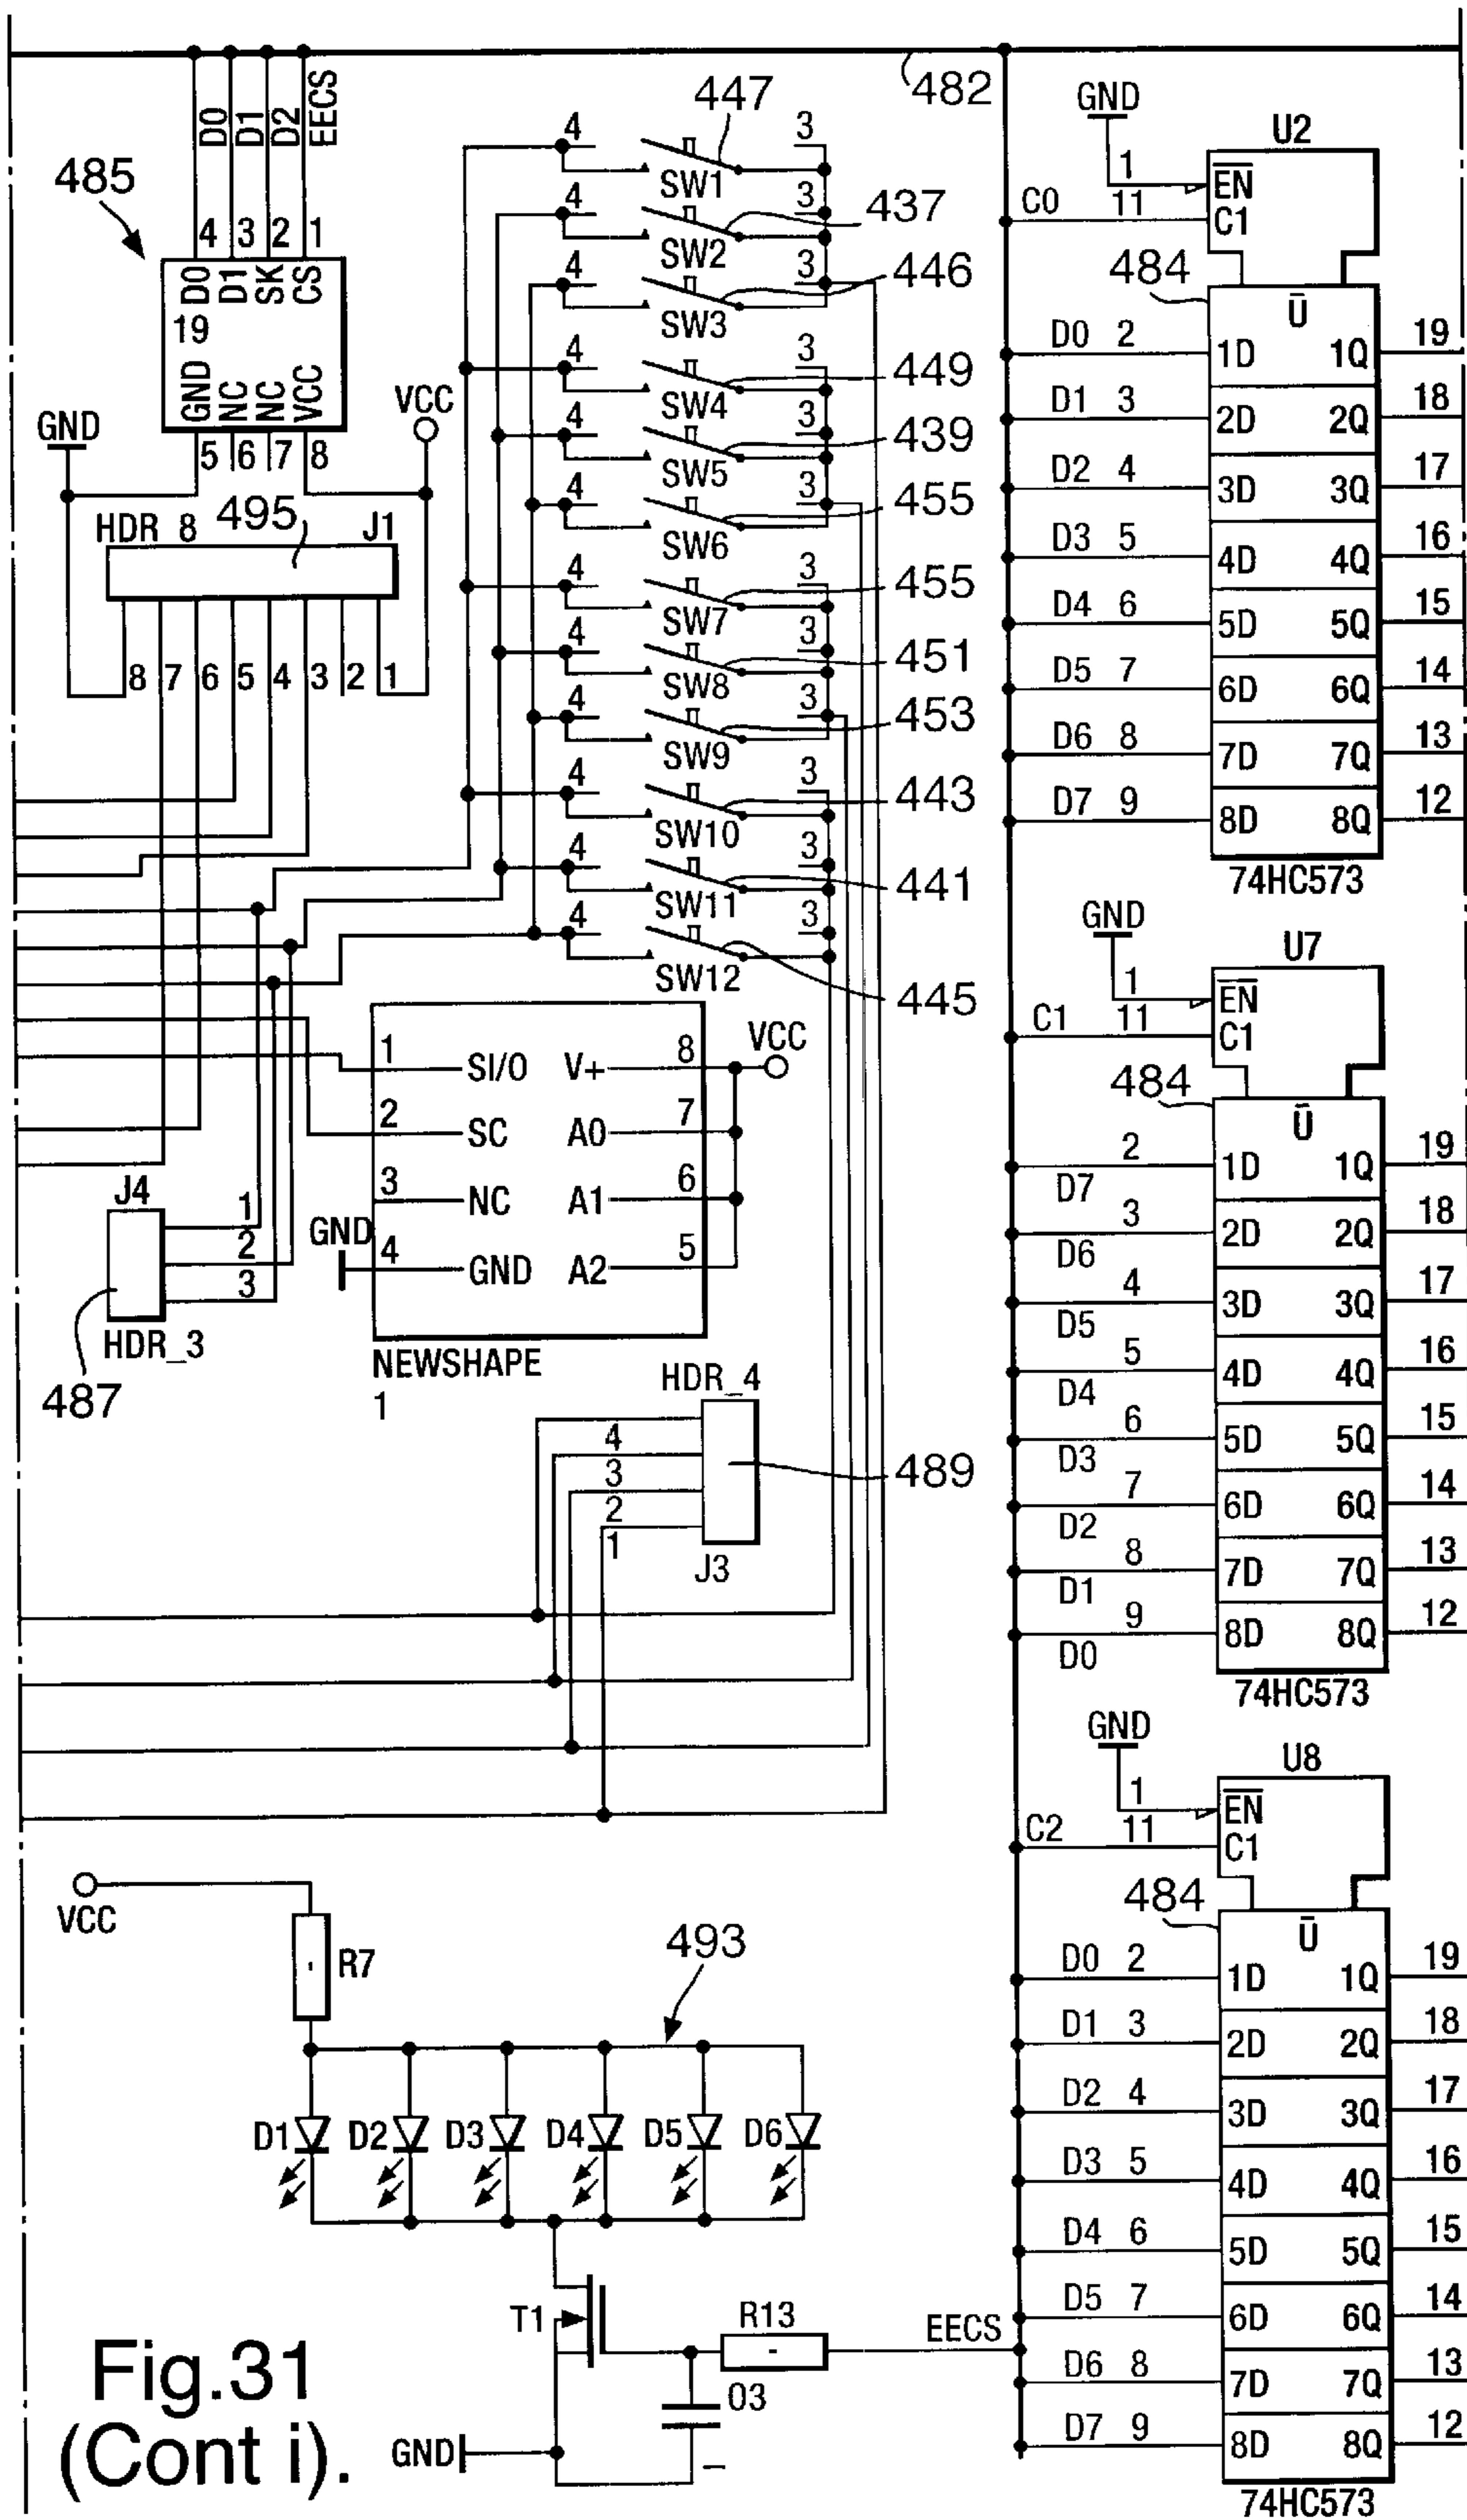 482
D0
D1
D2
EECS
485
4 3 2 1
D0 D1 SK CS
19
GND NC NC VCC
5 6 7 8
GND
VCC
HDR 8 495 J1
8 7 6 5 4 3 2 1
447
4 SW1 3
4 SW2 3 437
4 SW3 3 446
4 SW4 3 449
4 SW5 3 439
4 SW6 3 455
4 SW7 3 455
4 SW8 3 451
4 SW9 3 453
4 SW10 3 443
4 SW11 3 441
4 SW12 3 445
1 SI/O V+ 8 VCC
2 SC A0 7
3 NC A1 6
GND 4 GND A2 5
NEWSHAPE
1
J4
1
2
3
HDR_3
487
HDR_4
4
3
2
1
489
J3
VCC
R7
493
D1 D2 D3 D4 D5 D6
T1
R13
EECS
03
GND
GND
U2
1 EN
C0 11 C1
484
U
D0 2 1D 1Q 19
D1 3 2D 2Q 18
D2 4 3D 3Q 17
D3 5 4D 4Q 16
D4 6 5D 5Q 15
D5 7 6D 6Q 14
D6 8 7D 7Q 13
D7 9 8D 8Q 12
74HC573
GND
U7
1 EN
C1 11 C1
484
U
D7 2 1D 1Q 19
D6 3 2D 2Q 18
D5 4 3D 3Q 17
D4 5 4D 4Q 16
D3 6 5D 5Q 15
D2 7 6D 6Q 14
D1 8 7D 7Q 13
D0 9 8D 8Q 12
74HC573
GND
U8
1 EN
C2 11 C1
484
U
D0 2 1D 1Q 19
D1 3 2D 2Q 18
D2 4 3D 3Q 17
D3 5 4D 4Q 16
D4 6 5D 5Q 15
D5 7 6D 6Q 14
D6 8 7D 7Q 13
D7 9 8D 8Q 12
74HC573
Fig.31
(Cont i).